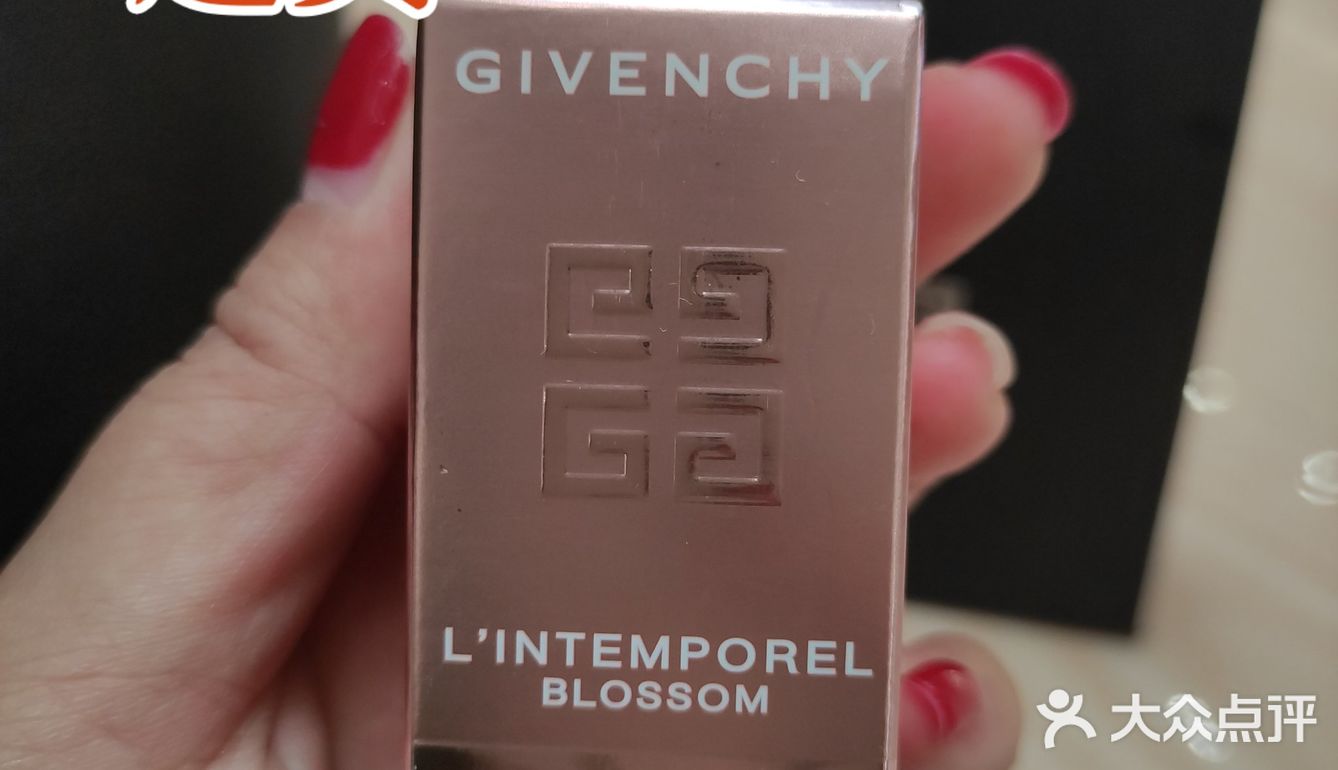 GIVENCHY
L'INTEMPOREL
BLOSSOM
大众点评